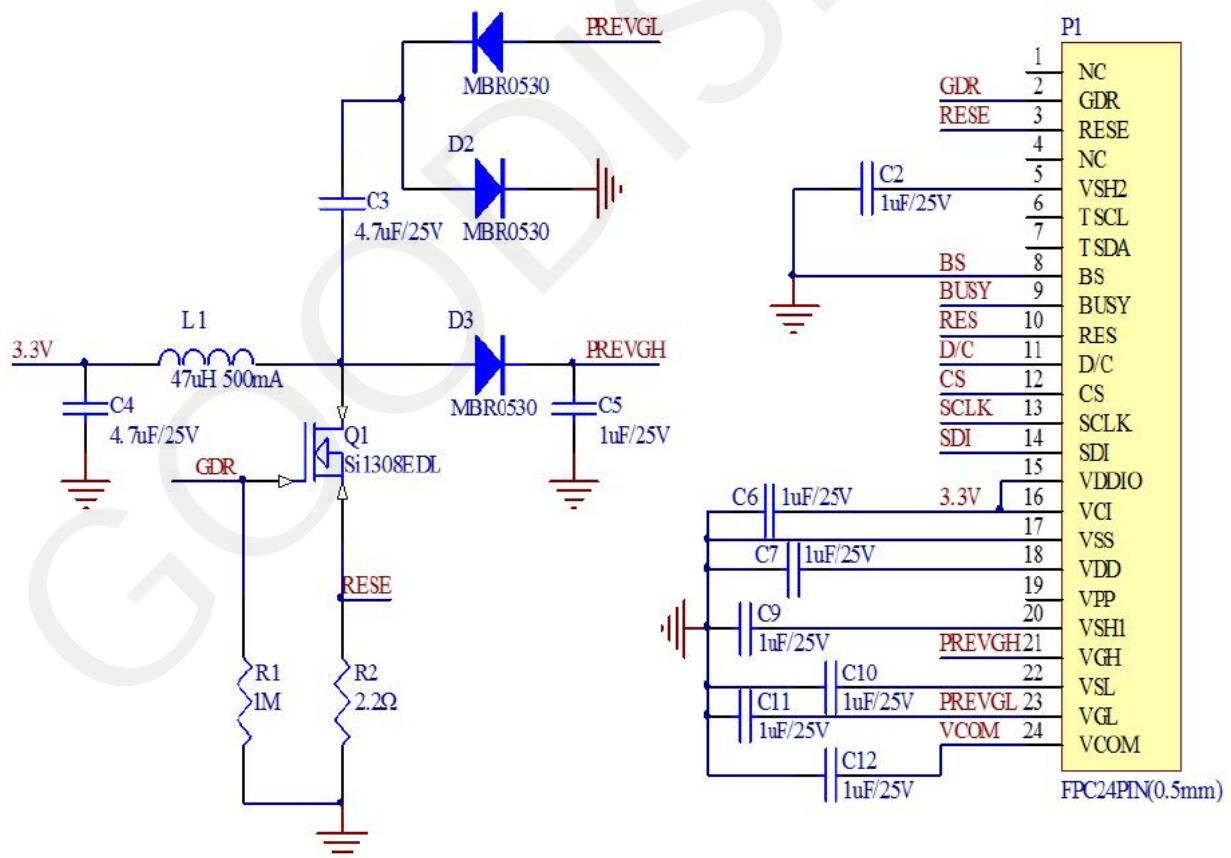 GOODIS
PREVGL
MBR0530
D2
MBR0530
C3
4.7uF/25V
L1
3.3V
47uH 500mA
D3
PREVGH
MBR0530
C4
4.7uF/25V
C5
1uF/25V
Q1
Si1308EDL
GDR
RESE
R1
1M
R2
2.2Ω
P1
1 NC
GDR 2 GDR
RESE 3 RESE
4 NC
C2
1uF/25V
5 VSH2
6 TSCL
7 TSDA
BS 8 BS
BUSY 9 BUSY
RES 10 RES
D/C 11 D/C
CS 12 CS
SCLK 13 SCLK
SDI 14 SDI
15 VDDIO
C6 1uF/25V 3.3V 16 VCI
17 VSS
C7 1uF/25V 18 VDD
19 VPP
C9
1uF/25V
20 VSH1
PREVGH 21 VGH
C10
1uF/25V
22 VSL
C11
1uF/25V
PREVGL 23 VGL
VCOM 24 VCOM
C12
1uF/25V
FPC24PIN(0.5mm)